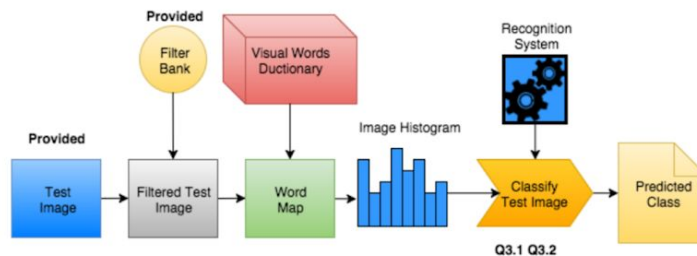 Provided
Filter
Bank
Visual Words
Ductionary
Recognition
System
Provided
Image Histogram
Test
Image
Filtered Test
Image
Word
Map
Classify
Test Image
Predicted
Class
Q3.1 Q3.2